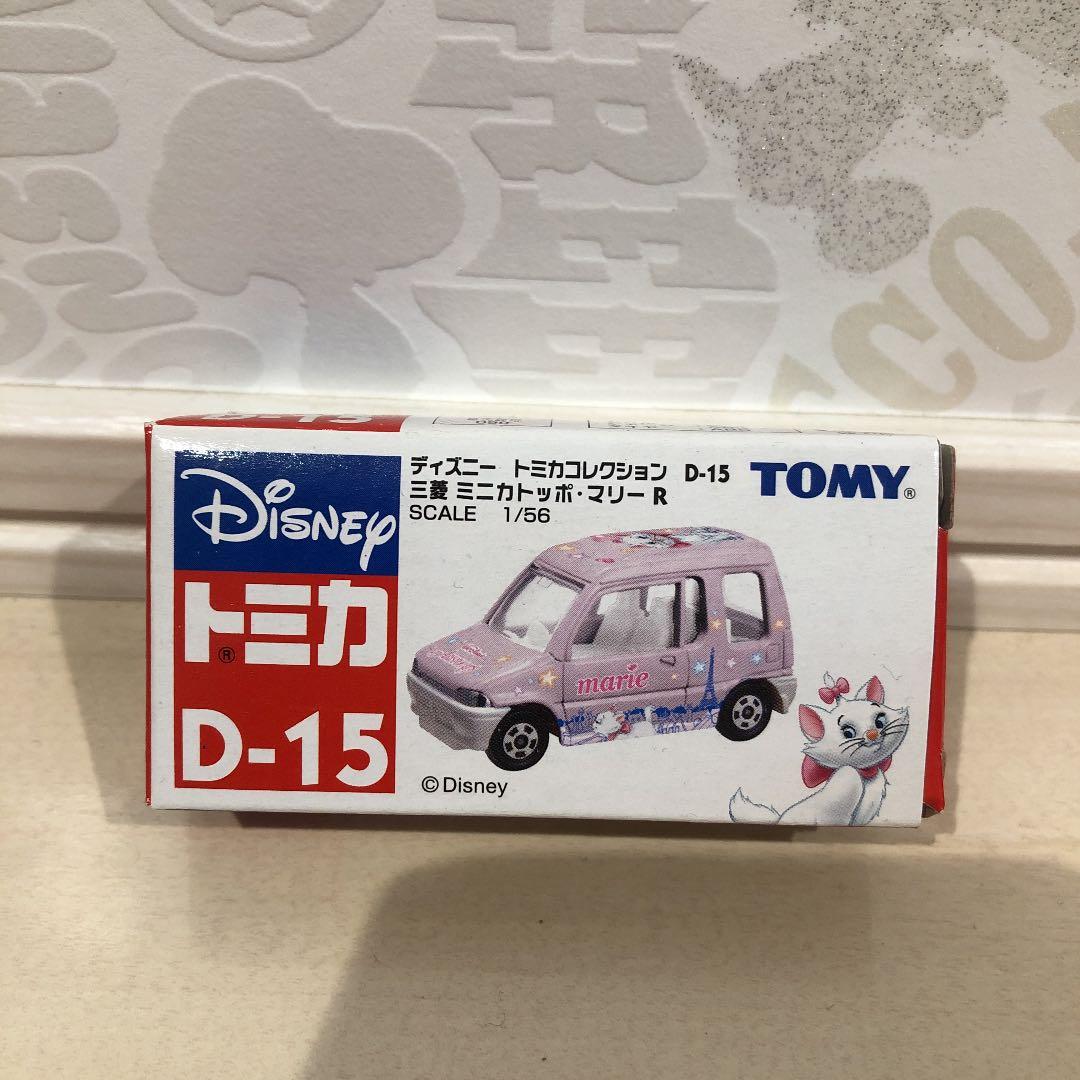 D-15
Disney
トミカ®
D-15
ディズニー トミカコレクション D-15
三菱 ミニカトッポ・マリー R
SCALE 1/56
TOMY®
marie
©Disney